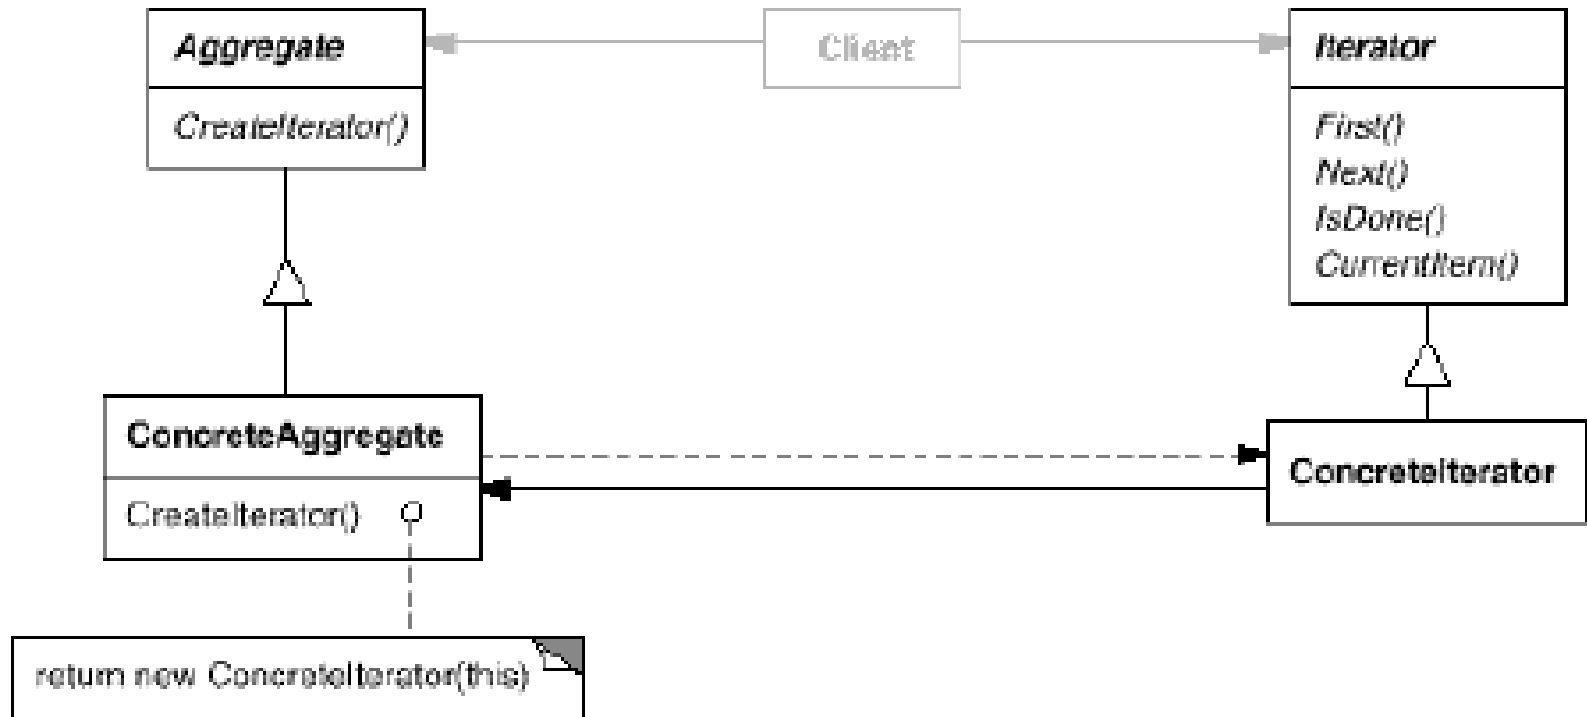 Aggregate
CreateIterator()
Client
Iterator
First()
Next()
IsDone()
CurrentItem()
ConcreteAggregate
CreateIterator()
ConcreteIterator
return new ConcreteIterator(this)